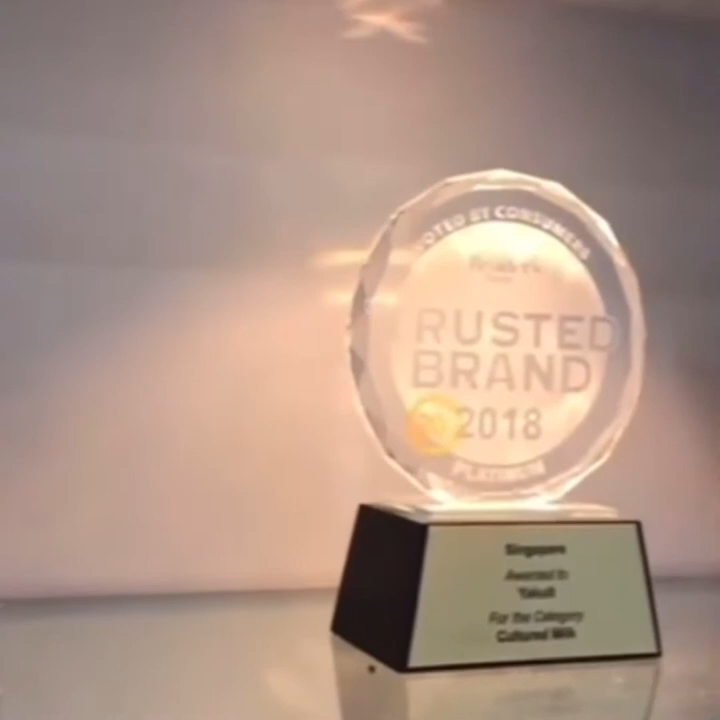 OTED BY CONSUMERS
RUSTED
BRAND
2018
PLATINUM
Singapore
Awarded to
Yakult
For the Category
Cultured Milk